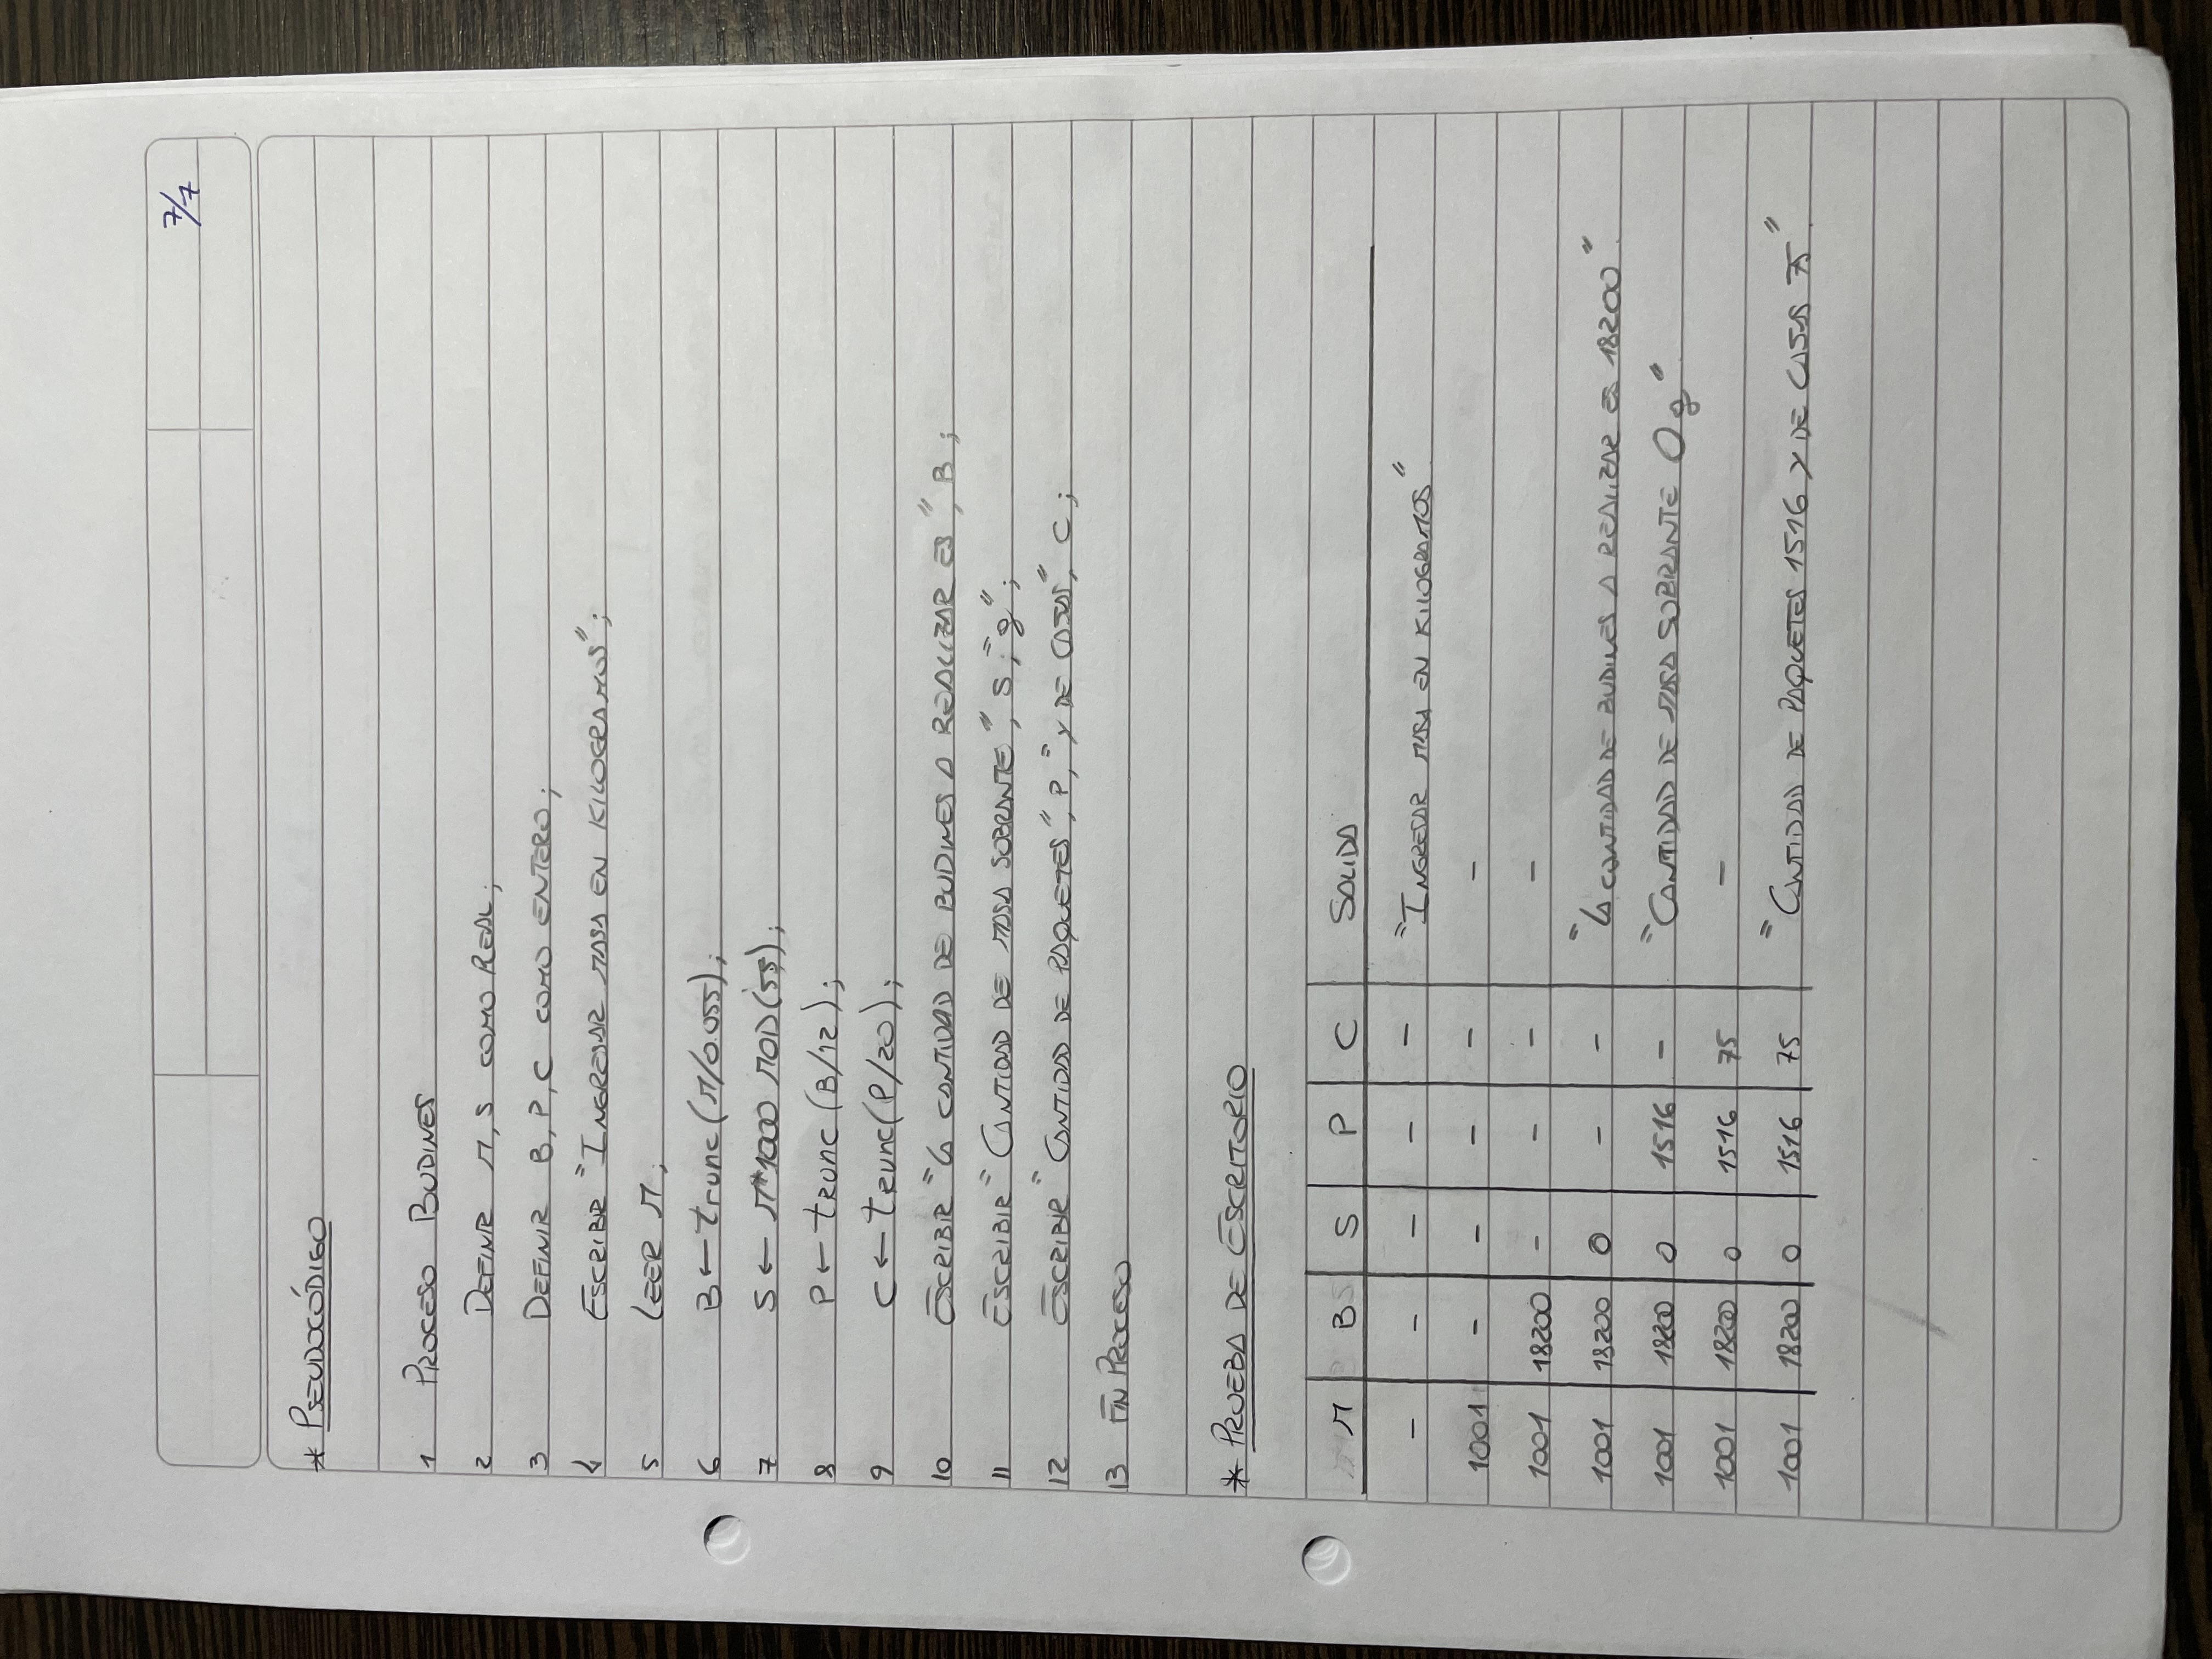 7/7
* PSEUDOCÓDIGO
1 PROCESO BUDINES
2 DEFINIR M, S COMO REAL;
3 DEFINIR B, P, C COMO ENTERO;
4 ESCRIBIR "INGRESAR MASA EN KILOGRAMOS";
5 LEER M;
6 B ← trunc (M/0.055);
7 S ← M*1000 MOD (55);
8 P ← trunc (B/12);
9 C ← trunc (P/20);
10 ESCRIBIR "LA CANTIDAD DE BUDINES A REALIZAR ES", B;
11 ESCRIBIR "CANTIDAD DE MASA SOBRANTE", S; "g";
12 ESCRIBIR "CANTIDAD DE PAQUETES", P, "Y DE CAJAS", C;
13 FIN PROCESO
* PRUEBA DE ESCRITORIO
M B S P C SALIDA
- - - - - "INGRESAR MASA EN KILOGRAMOS"
1001 - - - - -
1001 18200 - - - -
1001 18200 0 - - "LA CANTIDAD DE BUDINES A REALIZAR ES 18200".
1001 18200 0 1516 - "CANTIDAD DE MASA SOBRANTE 0 g".
1001 18200 0 1516 75 -
1001 18200 0 1516 75 "CANTIDAD DE PAQUETES 1516 Y DE CAJAS 75".